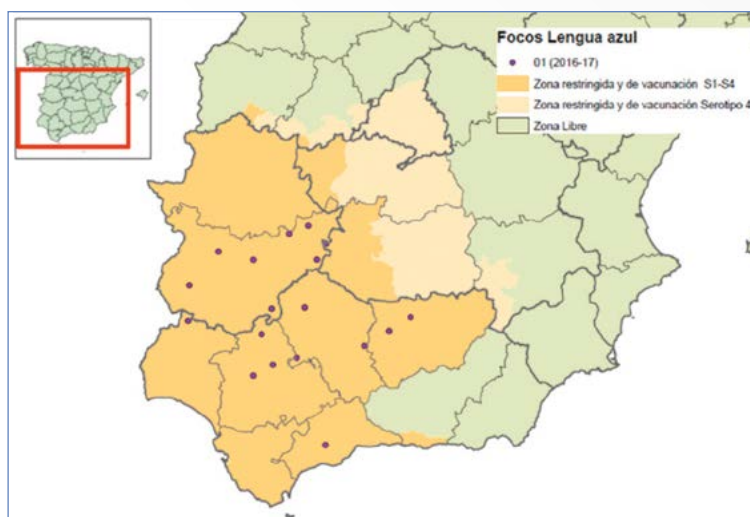 Focos Lengua azul
01 (2016-17)
Zona restringida y de vacunación S1-S4
Zona restringida y de vacunación Serotipo 4
Zona Libre